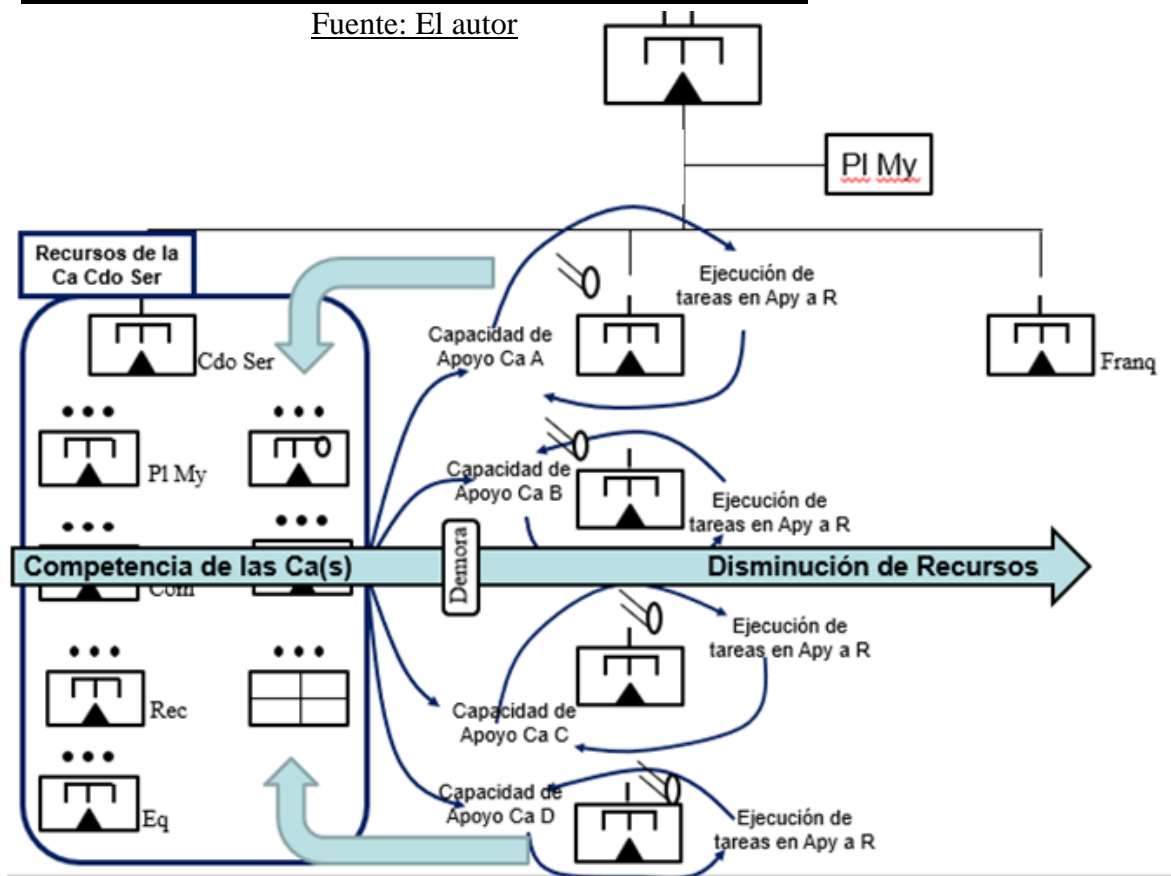 Fuente: El autor
Pl My
Recursos de la
Ca Cdo Ser
Cdo Ser
Pl My
Com
Rec
Eq
Capacidad de
Apoyo Ca A
Ejecución de
tareas en Apy a R
Franq
Capacidad de
Apoyo Ca B
Ejecución de
tareas en Apy a R
Competencia de las Ca(s)
Demora
Disminución de Recursos
Capacidad de
Apoyo Ca C
Ejecución de
tareas en Apy a R
Capacidad de
Apoyo Ca D
Ejecución de
tareas en Apy a R